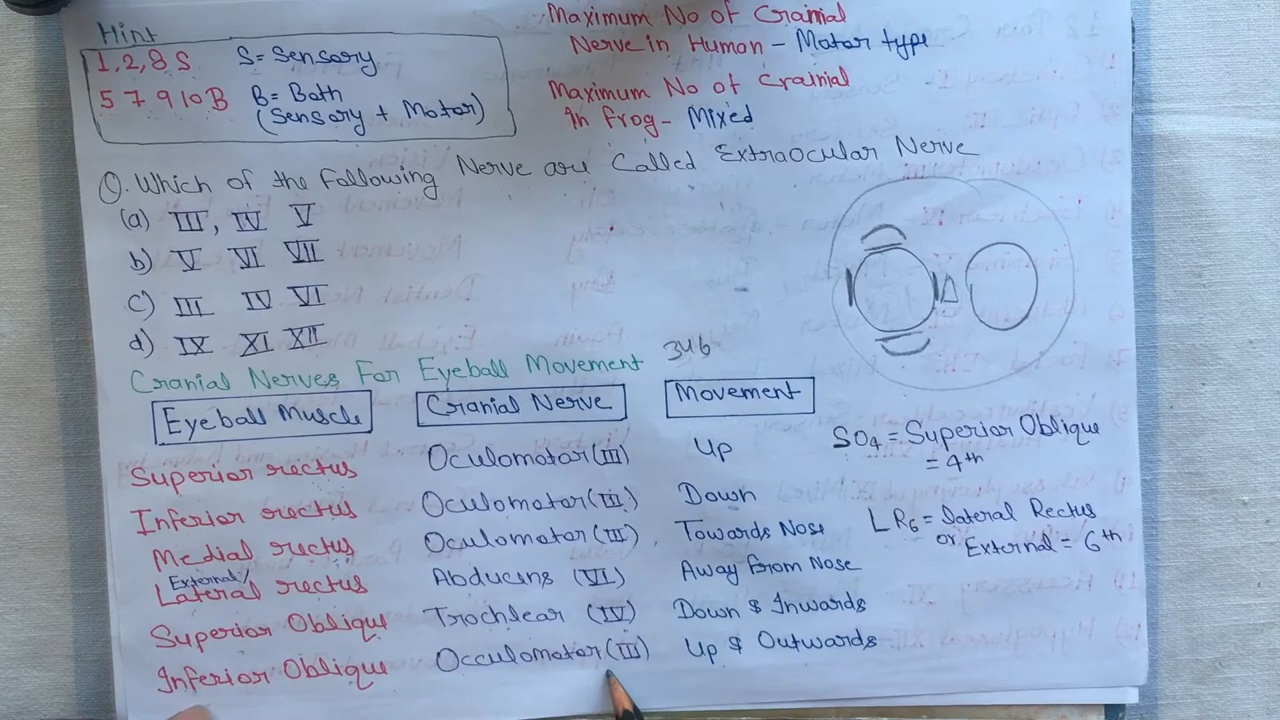 Hint
1,2,8 S   S = Sensory
5 7 9 10 B   B = Both
(Sensory + Motor)
Maximum No of Crainial
Nerve in Human - Motor type
Maximum No of Crainial
In frog - Mixed
Q. Which of the following Nerve are Called Extraocular Nerve
(a) III, IV V
b) V VI VII
c) III IV VI
d) IX XI XII
Cranial Nerves For Eyeball Movement 346
Eyeball Muscle   Cranial Nerve   Movement
Superior rectus   Oculomotor (III)   Up
Inferior rectus   Oculomotor (III)   Down
Medial rectus   Oculomotor (III)   Towards Nose
External/
Lateral rectus   Abducens (VI)   Away from Nose
Superior Oblique   Trochlear (IV)   Down & Inwards
Inferior Oblique   Occulomotor (III)   Up & Outwards
SO4 = Superior Oblique
= 4th
LR6 = lateral Rectus
or External = 6th